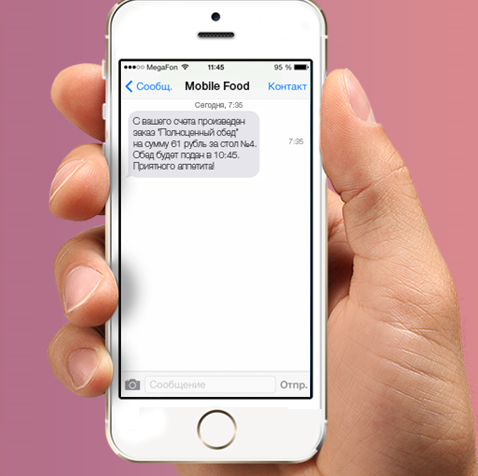 MegaFon 11:45 95 %
Сообщ. Mobile Food Контакт
Сегодня, 7:35
С вашего счета произведен
заказ "Полноценный обед"
на сумму 61 рубль за стол №4.
Обед будет подан в 10:45.
Приятного аппетита!
7:35
Сообщение Отпр.